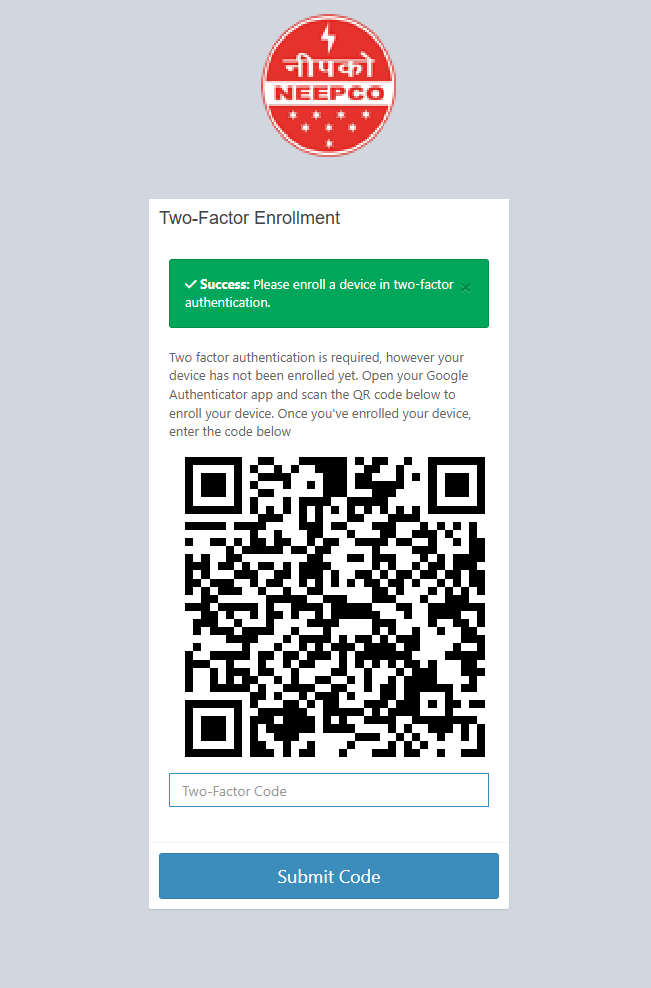 नीपको
NEEPCO
Two-Factor Enrollment
Success: Please enroll a device in two-factor
authentication.
Two factor authentication is required, however your
device has not been enrolled yet. Open your Google
Authenticator app and scan the QR code below to
enroll your device. Once you've enrolled your device,
enter the code below
Two-Factor Code
Submit Code